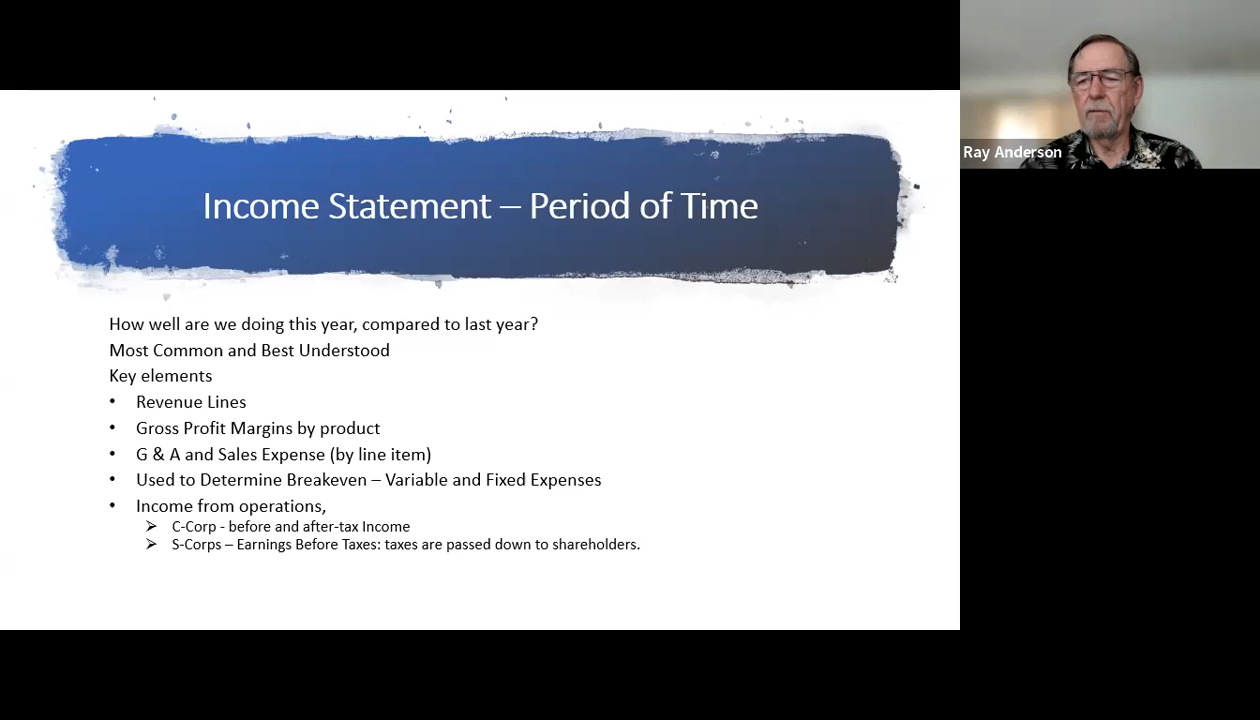 Income Statement – Period of Time
How well are we doing this year, compared to last year?
Most Common and Best Understood
Key elements
• Revenue Lines
• Gross Profit Margins by product
• G & A and Sales Expense (by line item)
• Used to Determine Breakeven – Variable and Fixed Expenses
• Income from operations,
➢ C-Corp - before and after-tax Income
➢ S-Corps – Earnings Before Taxes: taxes are passed down to shareholders.
Ray Anderson